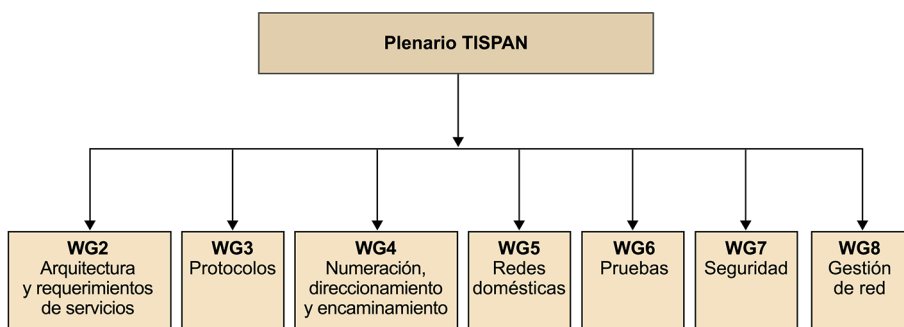 Plenario TISPAN
WG2
Arquitectura
y requerimientos
de servicios
WG3
Protocolos
WG4
Numeración,
direccionamiento
y encaminamiento
WG5
Redes
domésticas
WG6
Pruebas
WG7
Seguridad
WG8
Gestión
de red